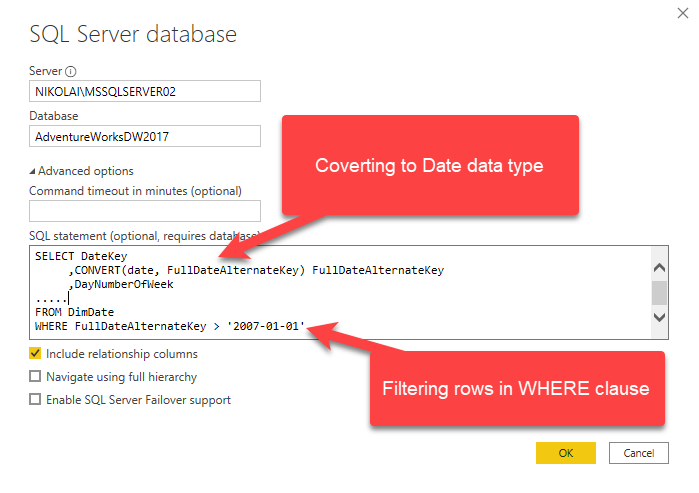 SQL Server database
Server
NIKOLAI\MSSQLSERVER02
Database
AdventureWorksDW2017
Coverting to Date data type
Advanced options
Command timeout in minutes (optional)
SQL statement (optional, requires database)
SELECT DateKey
,CONVERT(date, FullDateAlternateKey) FullDateAlternateKey
,DayNumberOfWeek
.....
FROM DimDate
WHERE FullDateAlternateKey > '2007-01-01'
Include relationship columns
Navigate using full hierarchy
Enable SQL Server Failover support
Filtering rows in WHERE clause
OK
Cancel